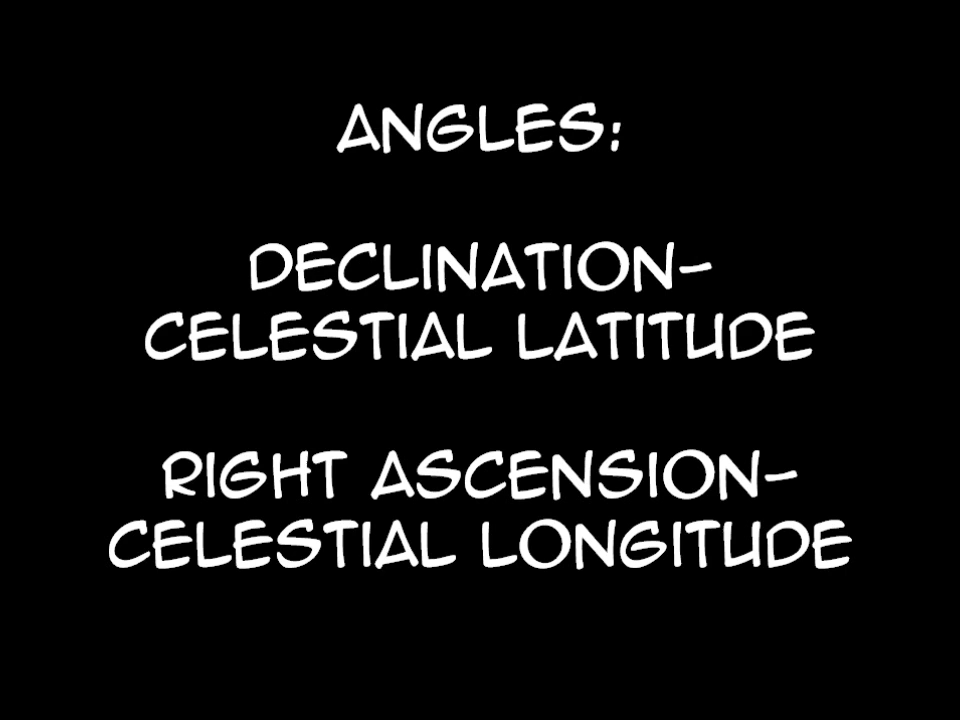 ANGLES:
DECLINATION-
CELESTIAL LATITUDE
RIGHT ASCENSION-
CELESTIAL LONGITUDE